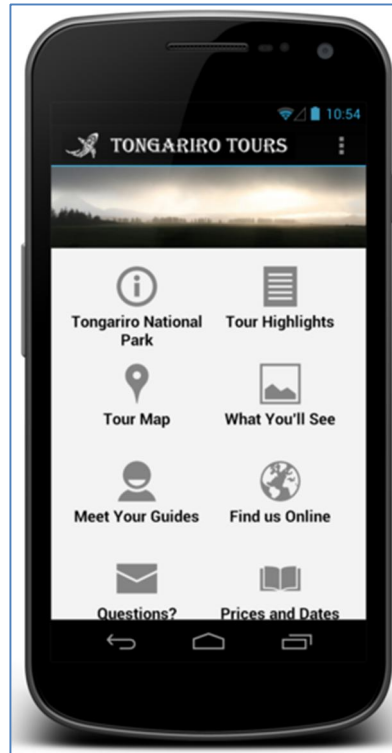 10:54
TONGARIRO TOURS
Tongariro National
Park
Tour Highlights
Tour Map
What You'll See
Meet Your Guides
Find us Online
Questions?
Prices and Dates